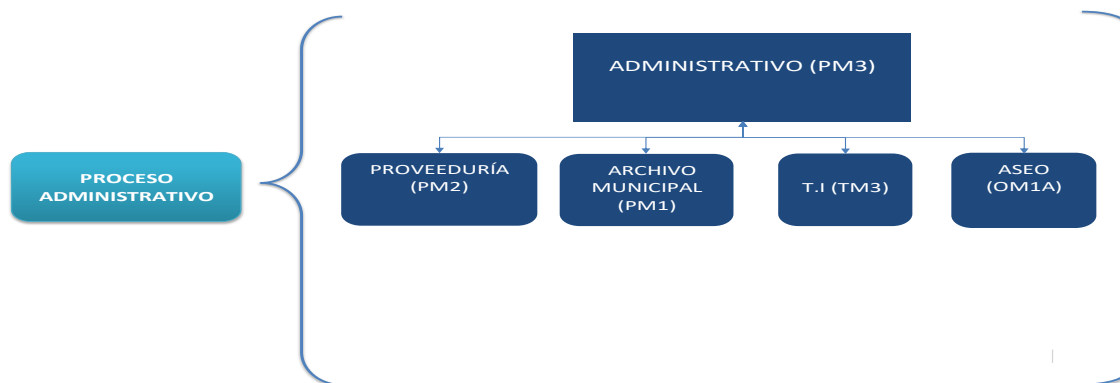 ADMINISTRATIVO (PM3)
PROCESO
ADMINISTRATIVO
PROVEEDURÍA
(PM2)
ARCHIVO
MUNICIPAL
(PM1)
T.I (TM3)
ASEO
(OM1A)